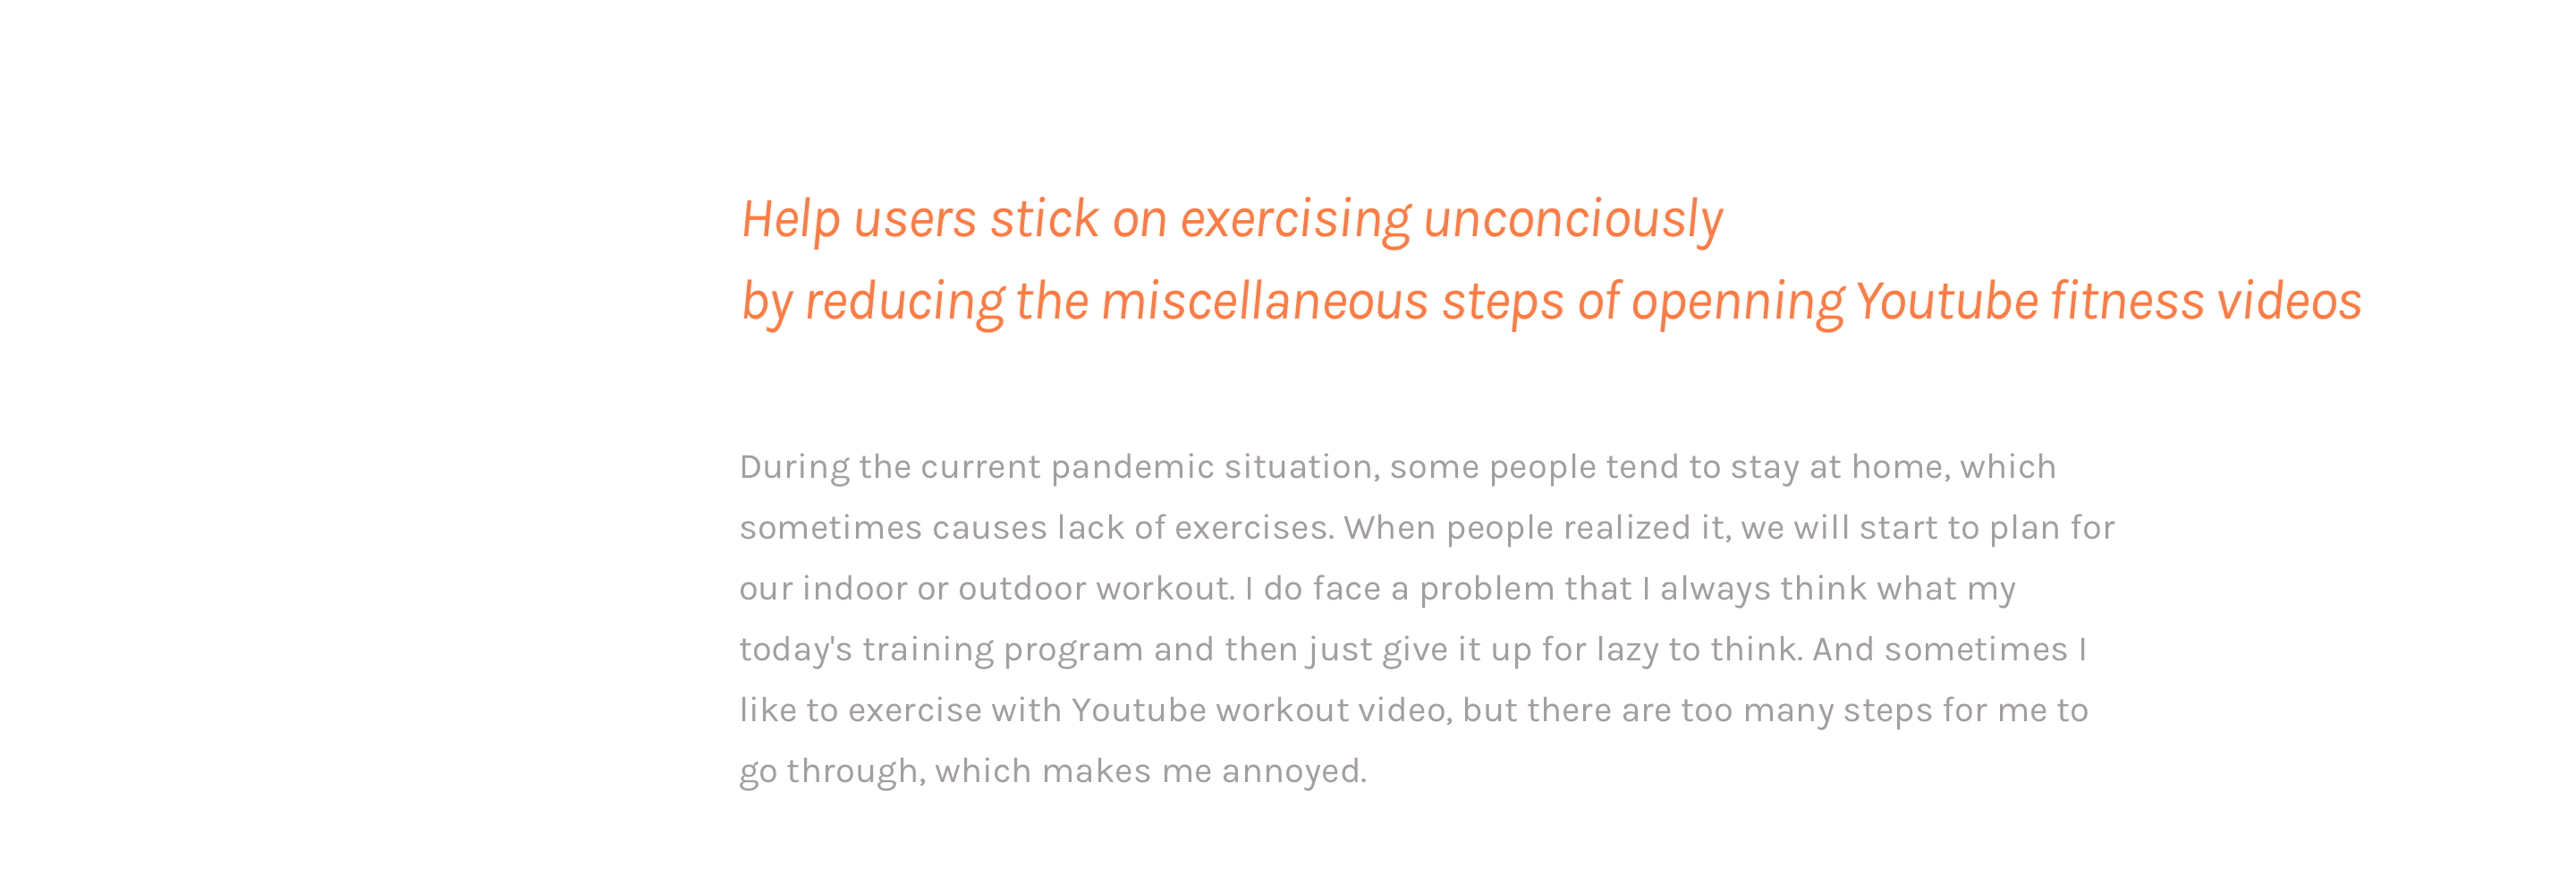 Help users stick on exercising unconciously
by reducing the miscellaneous steps of openning Youtube fitness videos
During the current pandemic situation, some people tend to stay at home, which
sometimes causes lack of exercises. When people realized it, we will start to plan for
our indoor or outdoor workout. I do face a problem that I always think what my
today's training program and then just give it up for lazy to think. And sometimes I
like to exercise with Youtube workout video, but there are too many steps for me to
go through, which makes me annoyed.